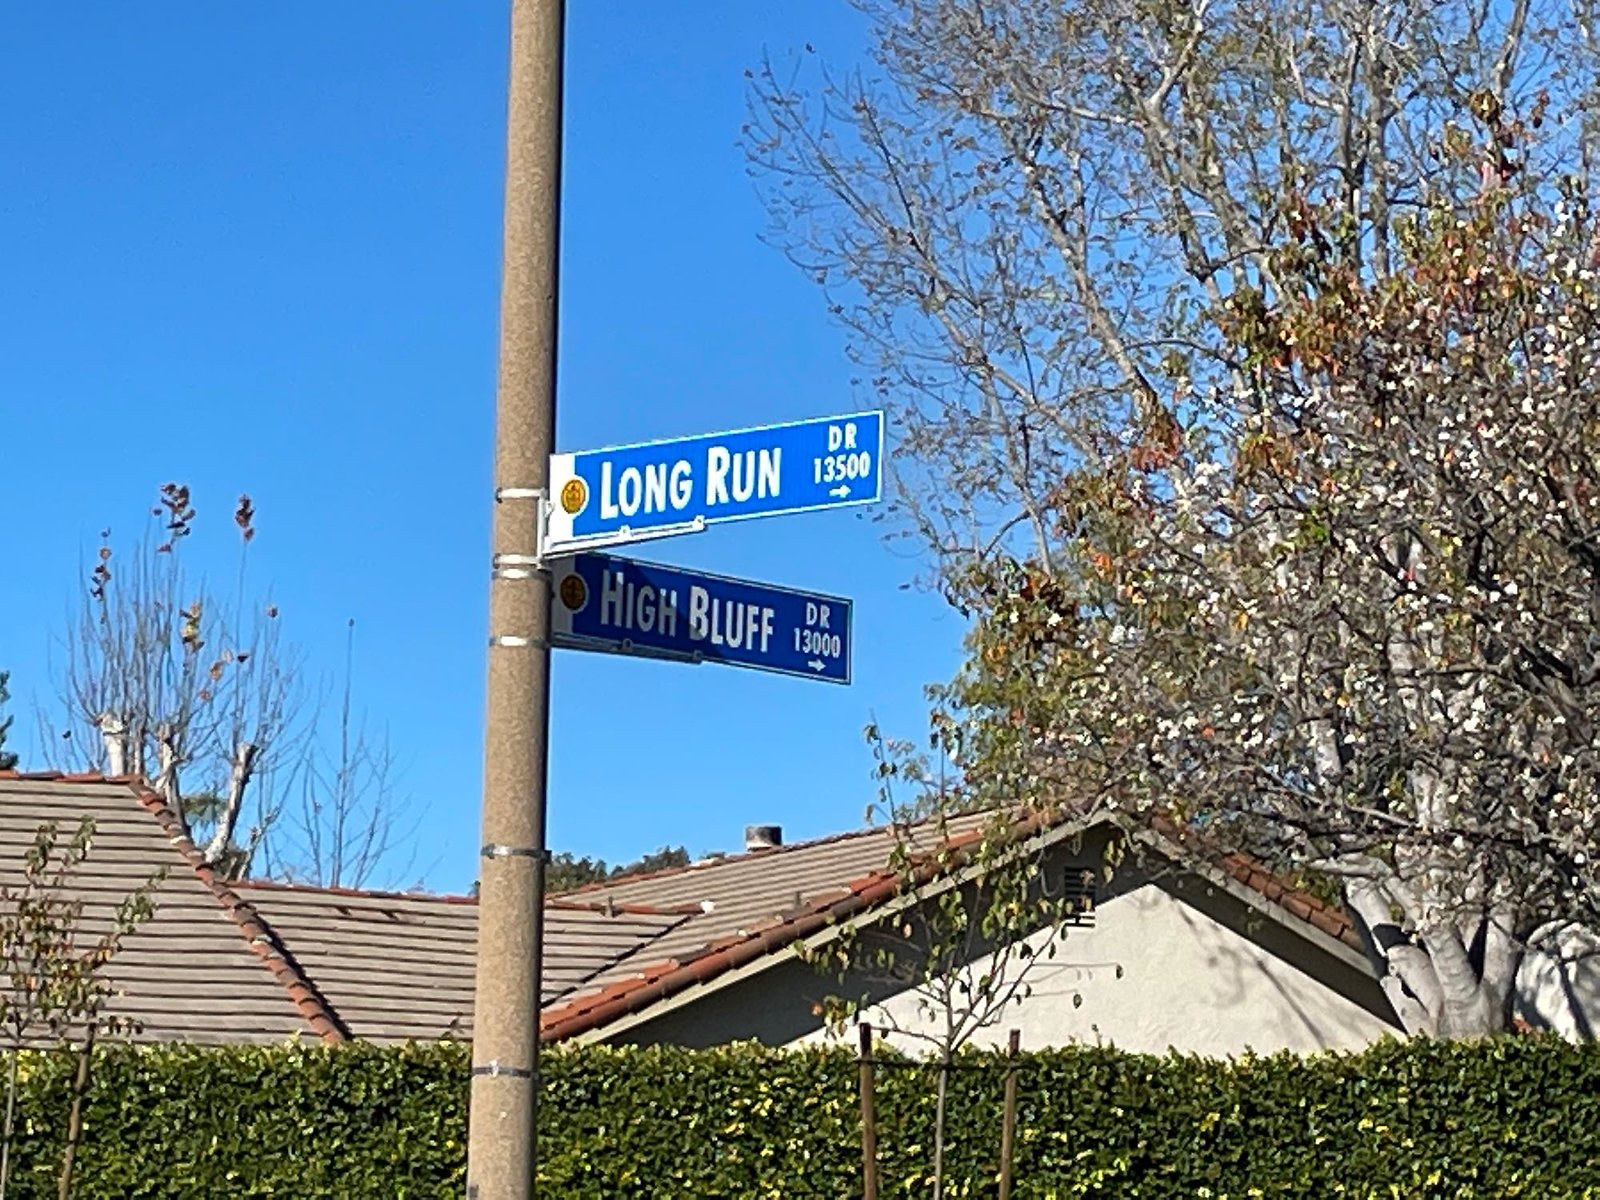 LONG RUN DR
13500
→
HIGH BLUFF DR
13000
→